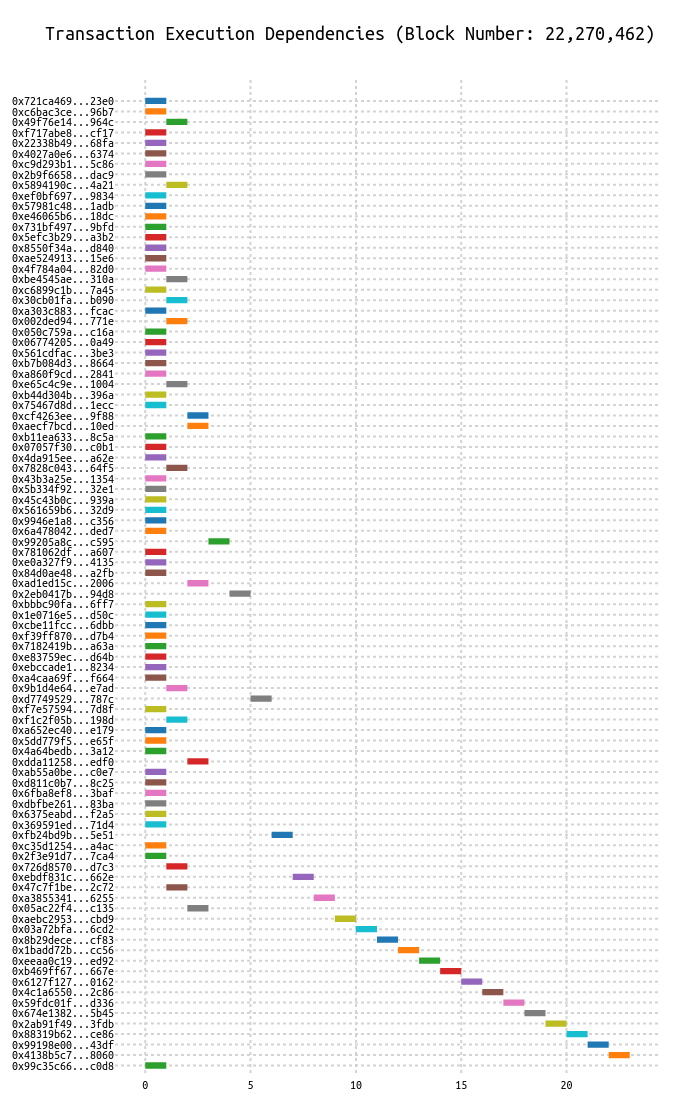 Transaction Execution Dependencies (Block Number: 22,270,462)
0x721ca469...23e0
0xc6bac3ce...96b7
0x49f76e14...964c
0xf717abe8...cf17
0x22338b49...68fa
0x4027a0e6...6374
0xc9d293b1...5c86
0x2b9f6658...dac9
0x5894190c...4a21
0xef0bf697...9834
0x57981c48...1adb
0xe46065b6...18dc
0x731bf497...9bfd
0x5efc3b29...a3b2
0x8550f34a...d840
0xae524913...15e6
0x4f784a04...82d0
0xbe4545ae...310a
0xc6899c1b...7a45
0x30cb01fa...b090
0xa303c883...fcac
0x002ded94...771e
0x050c759a...c16a
0x06774205...0a49
0x561cdfac...3be3
0xb7b084d3...8664
0xa860f9cd...2841
0xe65c4c9e...1004
0xb44d304b...396a
0x75467d8d...1ecc
0xcf4263ee...9f88
0xaecf7bcd...10ed
0xb11ea633...8c5a
0x07057f30...c0b1
0x4da915ee...a62e
0x7828c043...64f5
0x43b3a25e...1354
0x5b334f92...32e1
0x45c43b0c...939a
0x561659b6...32d9
0x9946e1a8...c356
0x6a478042...ded7
0x99205a8c...c595
0x781062df...a607
0xe0a327f9...4135
0x84d0ae48...a2fb
0xad1ed15c...2006
0x2eb0417b...94d8
0xbbbc90fa...6ff7
0x1e0716e5...d50c
0xcbe11fcc...6dbb
0xf39ff870...d7b4
0x7182419b...a63a
0xe83759ec...d64b
0xebccade1...8234
0xa4caa69f...f664
0x9b1d4e64...e7ad
0xd7749529...787c
0xf7e57594...7d8f
0xf1c2f05b...198d
0xa652ec40...e179
0x5dd779f5...e65f
0x4a64bedb...3a12
0xdda11258...edf0
0xab55a0be...c0e7
0xd811c0b7...8c25
0x6fba8ef8...3baf
0xdbfbe261...83ba
0x6375eabd...f2a5
0x369591ed...71d4
0xfb24bd9b...5e51
0xc35d1254...a4ac
0x2f3e91d7...7ca4
0x726d8570...d7c3
0xebdf831c...662e
0x47c7f1be...2c72
0xa3855341...6255
0x05ac22f4...c135
0xaebc2953...cbd9
0x03a72bfa...6cd2
0x8b29dece...cf83
0x1badd72b...cc56
0xeeaa0c19...ed92
0xb469ff67...667e
0x6127f127...0162
0x4c1a6550...2c86
0x59fdc01f...d336
0x674e1382...5b45
0x2ab91f49...3fdb
0x88319b62...ce86
0x99198e00...43df
0x4138b5c7...8060
0x99c35c66...c0d8
0 5 10 15 20